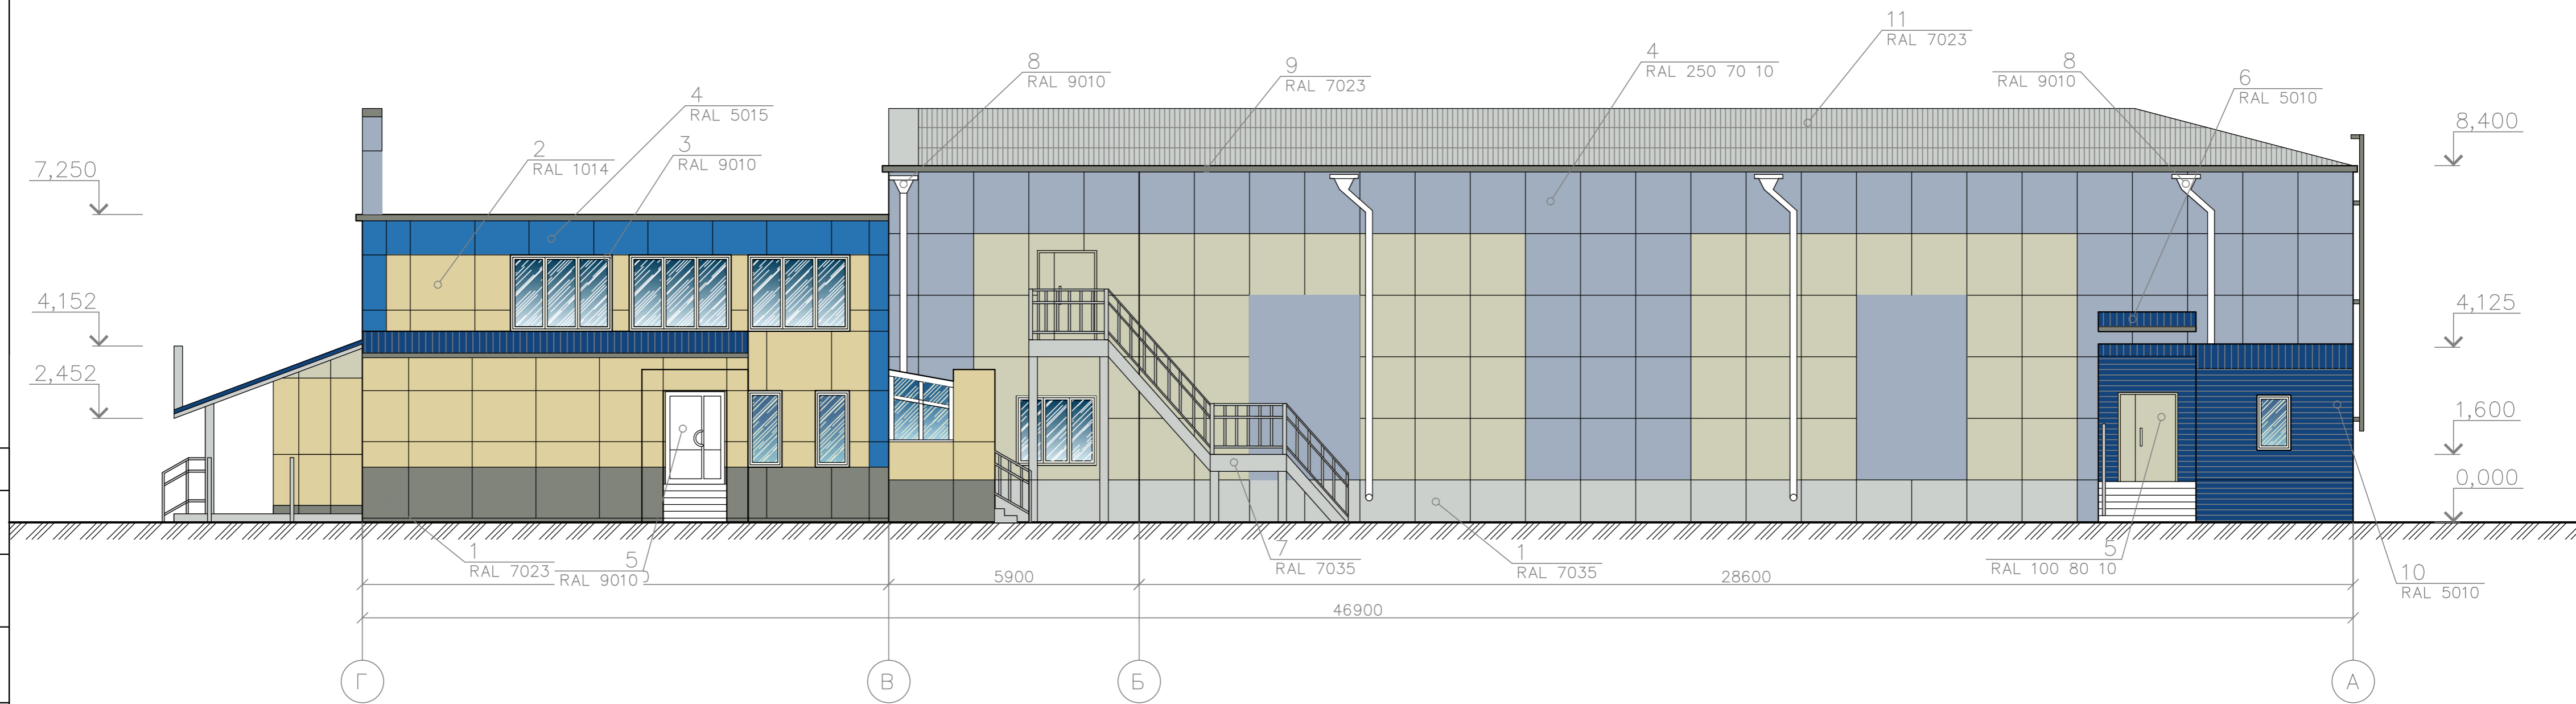 11
RAL 7023
8
RAL 9010
9
RAL 7023
4
RAL 250 70 10
8
RAL 9010
6
RAL 5010
4
RAL 5015
8,400
3
RAL 9010
2
RAL 1014
7,250
4,152
4,125
2,452
1,600
0,000
1
RAL 7023
5
RAL 9010
7
RAL 7035
1
RAL 7035
5
RAL 100 80 10
10
RAL 5010
5900
28600
46900
Г
В
Б
А